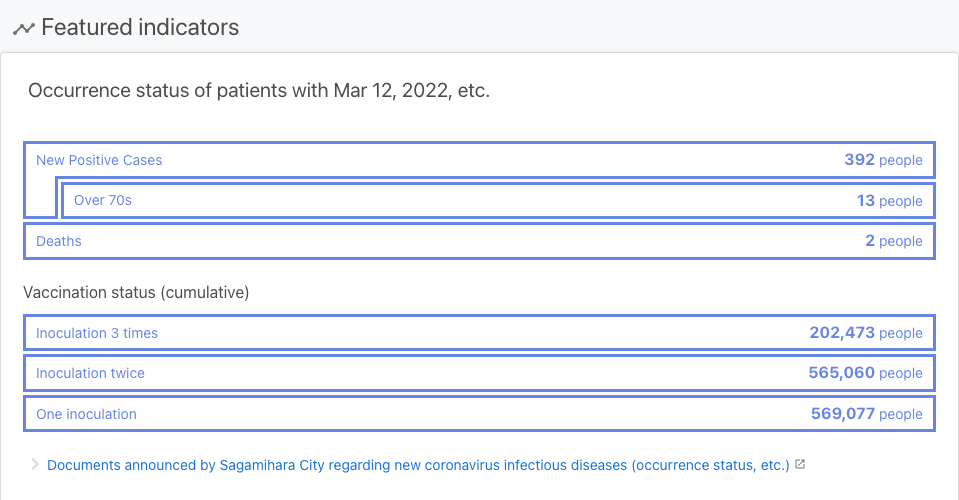 Featured indicators
Occurrence status of patients with Mar 12, 2022, etc.
New Positive Cases 392 people
Over 70s 13 people
Deaths 2 people
Vaccination status (cumulative)
Inoculation 3 times 202,473 people
Inoculation twice 565,060 people
One inoculation 569,077 people
Documents announced by Sagamihara City regarding new coronavirus infectious diseases (occurrence status, etc.)